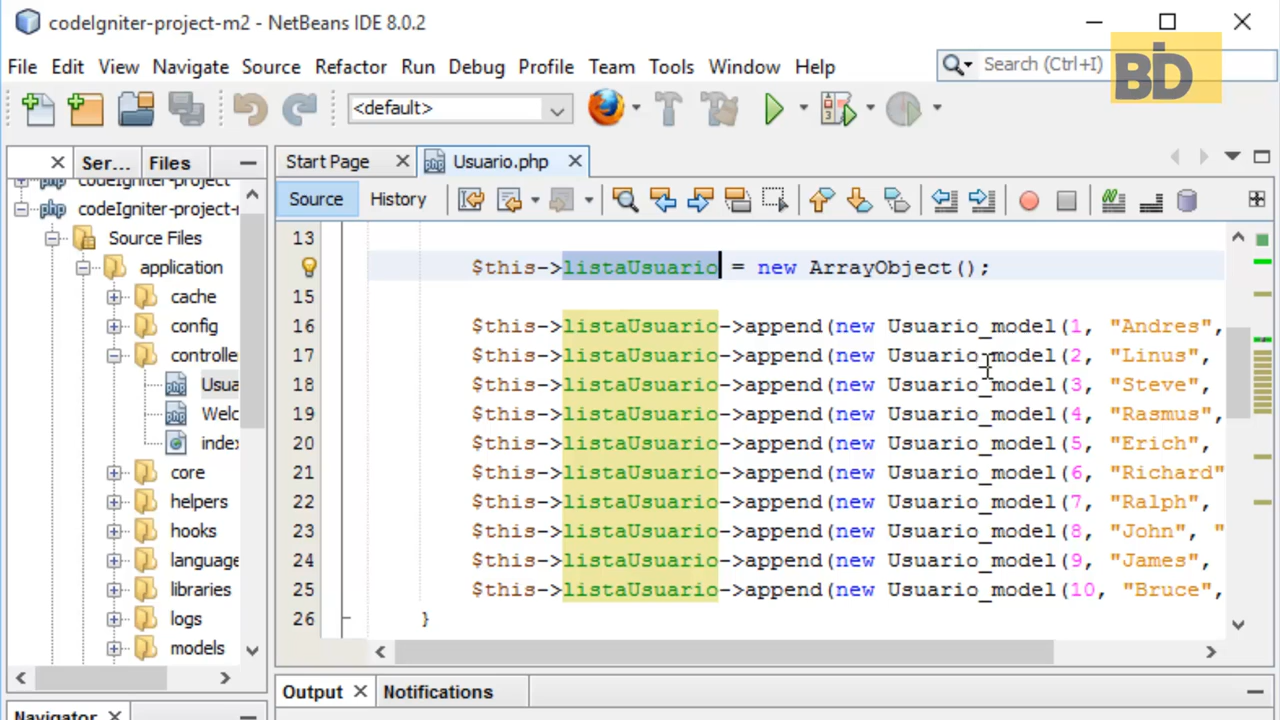 codeIgniter-project-m2 - NetBeans IDE 8.0.2
File Edit View Navigate Source Refactor Run Debug Profile Team Tools Window Help
Search (Ctrl+I)
BD
<default>
Ser... Files
Start Page
Usuario.php
codeIgniter-project
codeIgniter-project-
Source Files
application
cache
config
controlle
Usua
Welc
index
core
helpers
hooks
language
libraries
logs
models
Source History
13
$this->listaUsuario = new ArrayObject();
15
16 $this->listaUsuario->append(new Usuario_model(1, "Andres",
17 $this->listaUsuario->append(new Usuario_model(2, "Linus",
18 $this->listaUsuario->append(new Usuario_model(3, "Steve",
19 $this->listaUsuario->append(new Usuario_model(4, "Rasmus",
20 $this->listaUsuario->append(new Usuario_model(5, "Erich",
21 $this->listaUsuario->append(new Usuario_model(6, "Richard"
22 $this->listaUsuario->append(new Usuario_model(7, "Ralph",
23 $this->listaUsuario->append(new Usuario_model(8, "John", "
24 $this->listaUsuario->append(new Usuario_model(9, "James",
25 $this->listaUsuario->append(new Usuario_model(10, "Bruce",
26 }
Output Notifications
Navigator